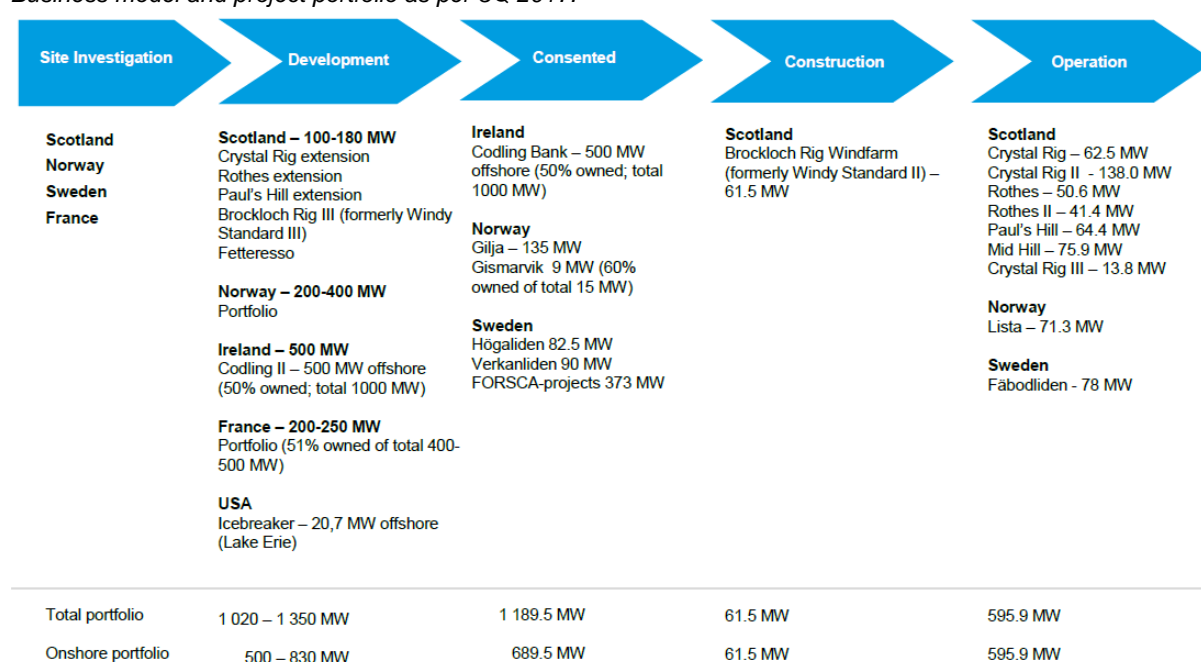 Business model and project portfolio as per 3Q 2017:
Site Investigation
Development
Consented
Construction
Operation
Scotland
Norway
Sweden
France
Scotland – 100-180 MW
Crystal Rig extension
Rothes extension
Paul's Hill extension
Brockloch Rig III (formerly Windy
Standard III)
Fetteresso
Norway – 200-400 MW
Portfolio
Ireland – 500 MW
Codling II – 500 MW offshore
(50% owned; total 1000 MW)
France – 200-250 MW
Portfolio (51% owned of total 400-
500 MW)
USA
Icebreaker – 20,7 MW offshore
(Lake Erie)
Ireland
Codling Bank – 500 MW
offshore (50% owned; total
1000 MW)
Norway
Gilja – 135 MW
Gismarvik 9 MW (60%
owned of total 15 MW)
Sweden
Högaliden 82.5 MW
Verkanliden 90 MW
FORSCA-projects 373 MW
Scotland
Brockloch Rig Windfarm
(formerly Windy Standard II) –
61.5 MW
Scotland
Crystal Rig – 62.5 MW
Crystal Rig II - 138.0 MW
Rothes – 50.6 MW
Rothes II – 41.4 MW
Paul's Hill – 64.4 MW
Mid Hill – 75.9 MW
Crystal Rig III – 13.8 MW
Norway
Lista – 71.3 MW
Sweden
Fäbodliden - 78 MW
Total portfolio 1 020 – 1 350 MW 1 189.5 MW 61.5 MW 595.9 MW
Onshore portfolio 500 – 830 MW 689.5 MW 61.5 MW 595.9 MW